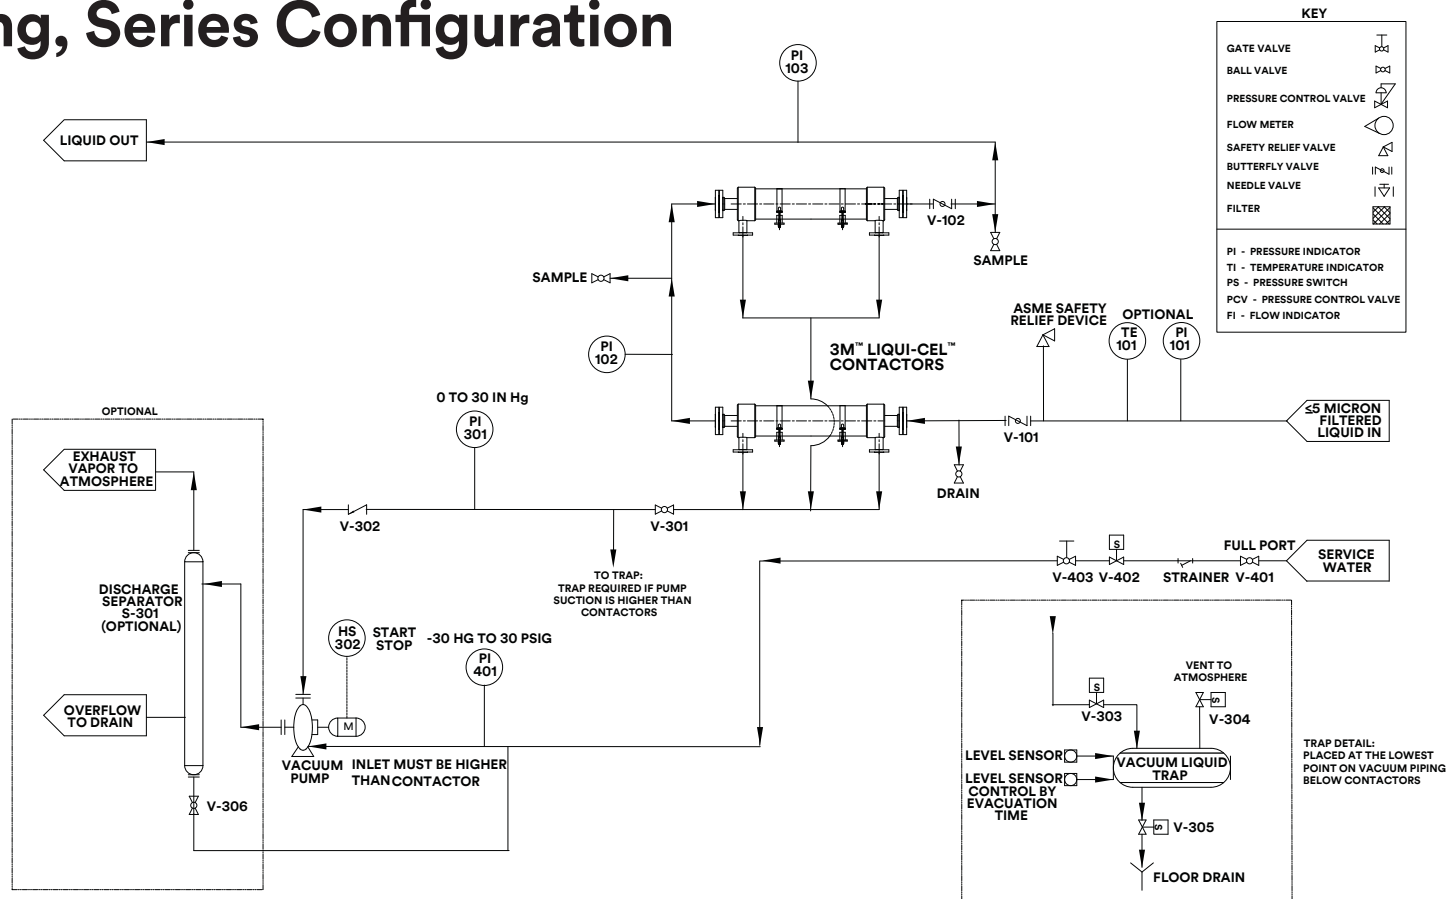 ng, Series Configuration
KEY
GATE VALVE
BALL VALVE
PRESSURE CONTROL VALVE
FLOW METER
SAFETY RELIEF VALVE
BUTTERFLY VALVE
NEEDLE VALVE
FILTER
PI - PRESSURE INDICATOR
TI - TEMPERATURE INDICATOR
PS - PRESSURE SWITCH
PCV - PRESSURE CONTROL VALVE
FI - FLOW INDICATOR
PI
103
LIQUID OUT
V-102
SAMPLE
SAMPLE
PI
102
3M™ LIQUI-CEL™
CONTACTORS
ASME SAFETY
RELIEF DEVICE
OPTIONAL
TE
101
PI
101
≤5 MICRON
FILTERED
LIQUID IN
V-101
DRAIN
0 TO 30 IN Hg
PI
301
V-302
V-301
TO TRAP:
TRAP REQUIRED IF PUMP
SUCTION IS HIGHER THAN
CONTACTORS
OPTIONAL
EXHAUST
VAPOR TO
ATMOSPHERE
DISCHARGE
SEPARATOR
S-301
(OPTIONAL)
OVERFLOW
TO DRAIN
V-306
HS
302
START
STOP
M
-30 HG TO 30 PSIG
PI
401
VACUUM
PUMP
INLET MUST BE HIGHER
THAN CONTACTOR
S
V-403
V-402
STRAINER
FULL PORT
V-401
SERVICE
WATER
S
V-303
VENT TO
ATMOSPHERE
S
V-304
LEVEL SENSOR
LEVEL SENSOR
CONTROL BY
EVACUATION
TIME
VACUUM LIQUID
TRAP
S
V-305
FLOOR DRAIN
TRAP DETAIL:
PLACED AT THE LOWEST
POINT ON VACUUM PIPING
BELOW CONTACTORS